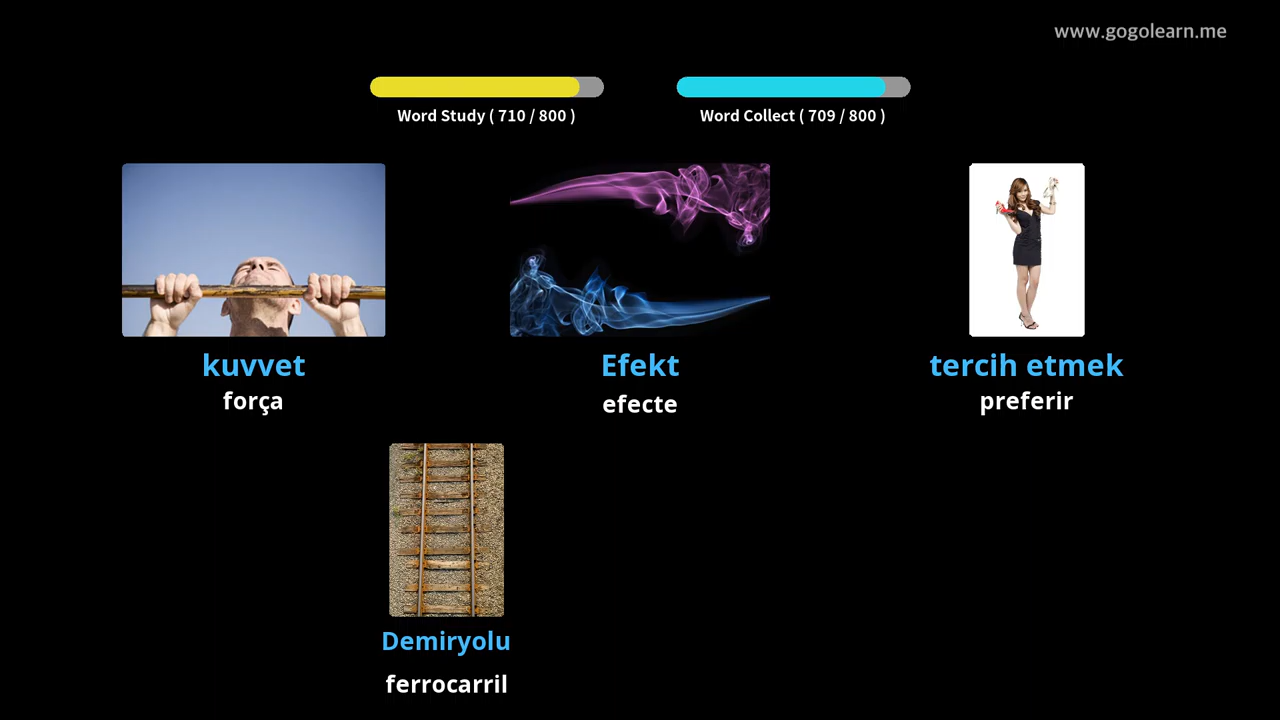 www.gogolearn.me
Word Study ( 710 / 800 )
Word Collect ( 709 / 800 )
kuvvet
força
Efekt
efecte
tercih etmek
preferir
Demiryolu
ferrocarril